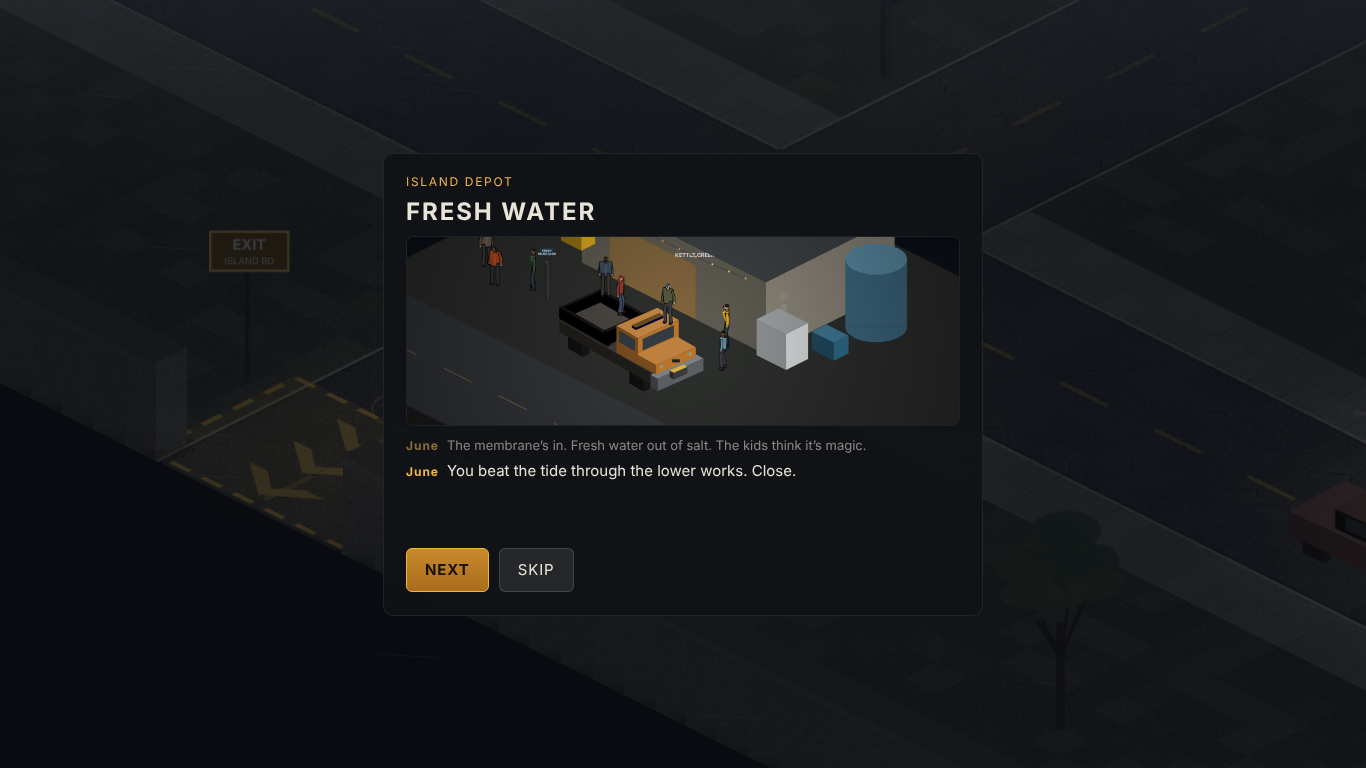 EXIT
ISLAND RD
ISLAND DEPOT
FRESH WATER
June The membrane’s in. Fresh water out of salt. The kids think it’s magic.
June You beat the tide through the lower works. Close.
NEXT SKIP